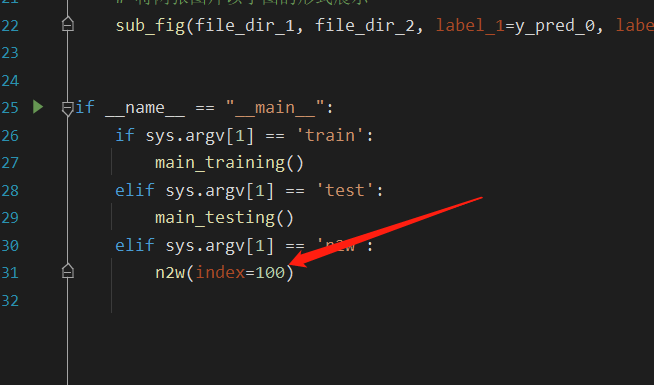 22 sub_fig(file_dir_1, file_dir_2, label_1=y_pred_0, labe
23
24
25 if __name__ == "__main__":
26 if sys.argv[1] == 'train':
27 main_training()
28 elif sys.argv[1] == 'test':
29 main_testing()
30 elif sys.argv[1] == 'n2w':
31 n2w(index=100)
32